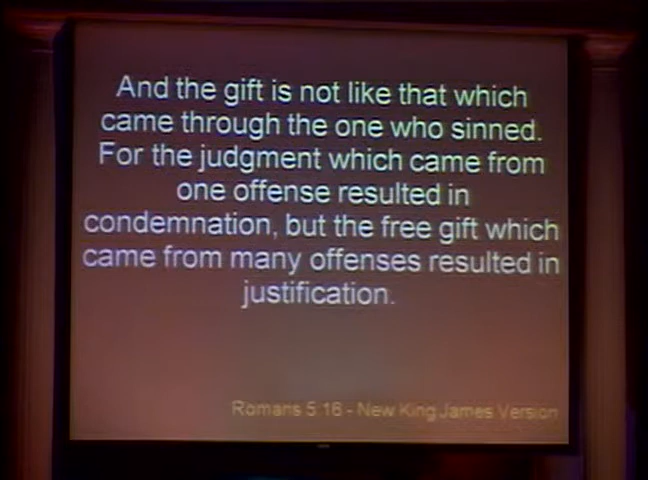 And the gift is not like that which
came through the one who sinned.
For the judgment which came from
one offense resulted in
condemnation, but the free gift which
came from many offenses resulted in
justification.
Romans 5:16 - New King James Version